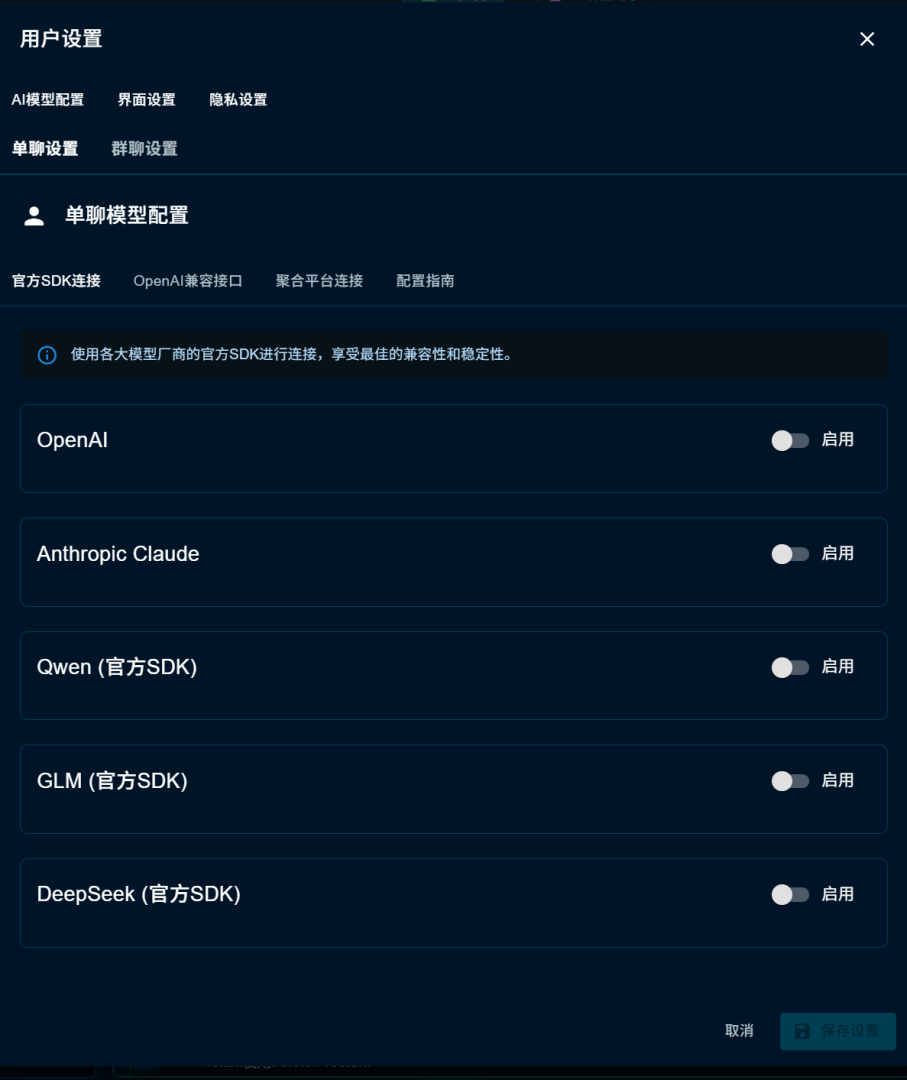 用户设置
AI模型配置 界面设置 隐私设置
单聊设置 群聊设置
单聊模型配置
官方SDK连接 OpenAI兼容接口 聚合平台连接 配置指南
使用各大模型厂商的官方SDK进行连接，享受最佳的兼容性和稳定性。
OpenAI 启用
Anthropic Claude 启用
Qwen (官方SDK) 启用
GLM (官方SDK) 启用
DeepSeek (官方SDK) 启用
取消 保存设置